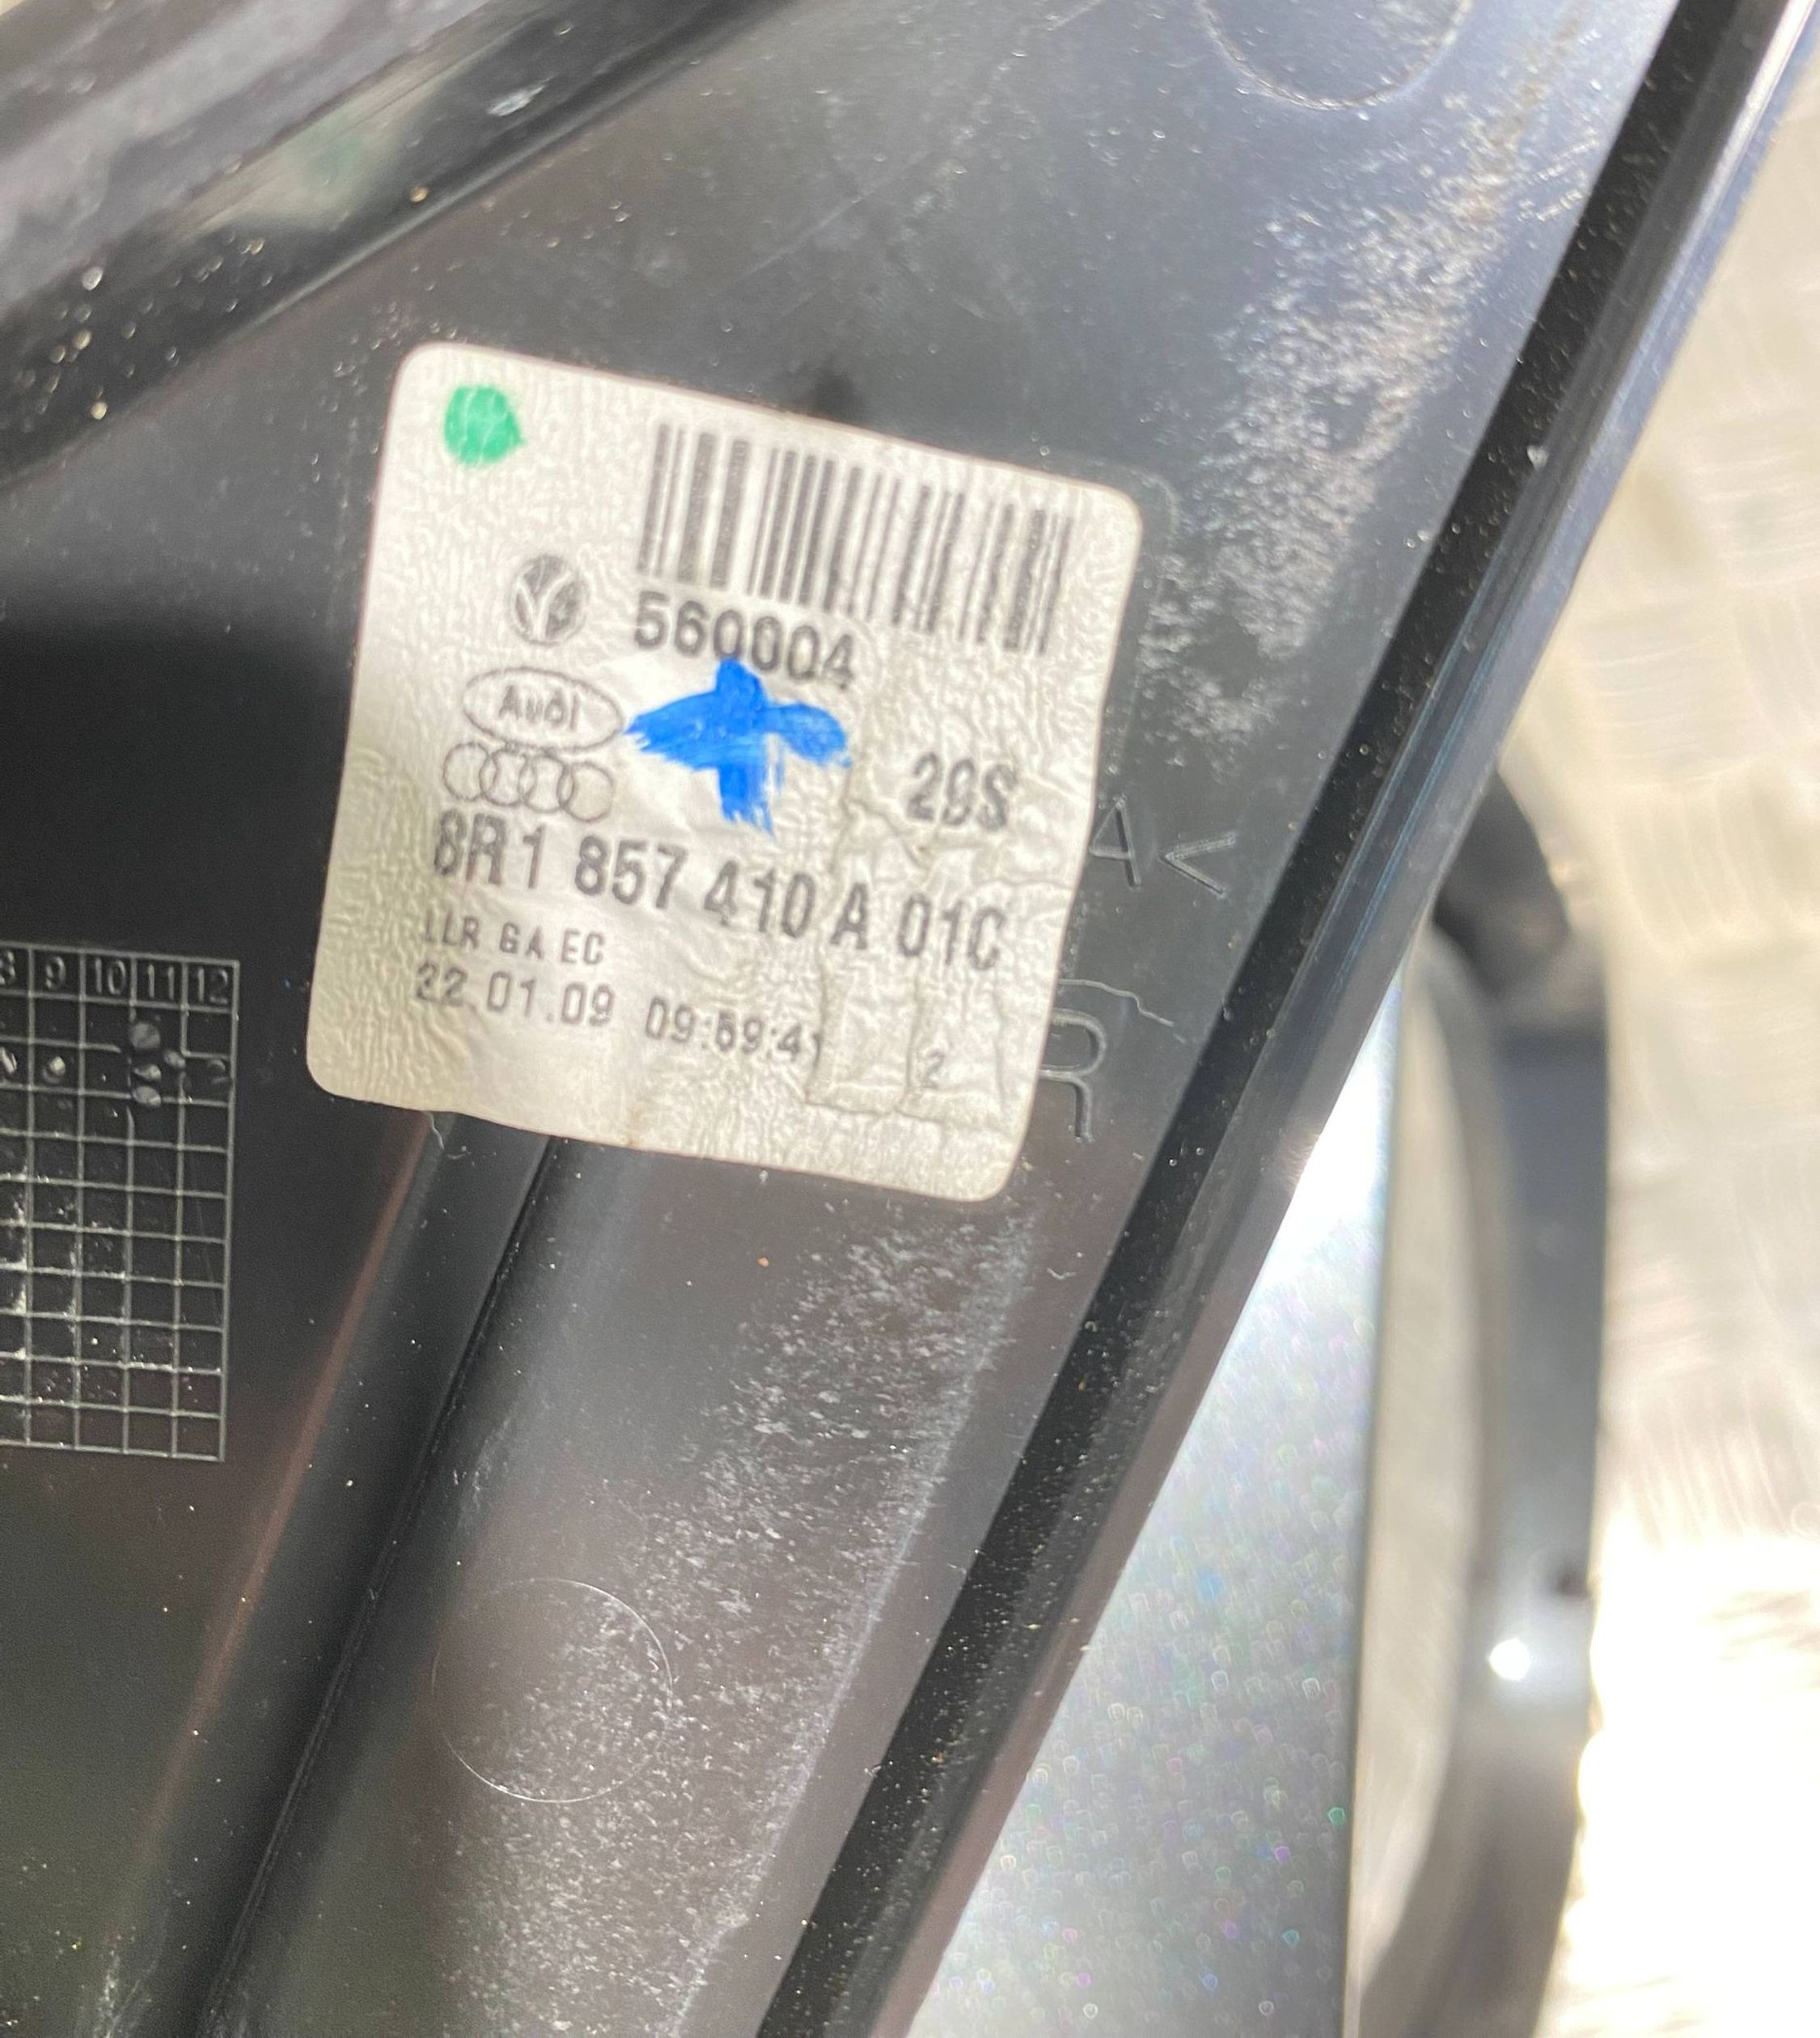 560004
Audi
29S
8R1 857 410 A 01C
LLR GA EC
22.01.09 09:59:41
2
A<
R
8 9 10 11 12